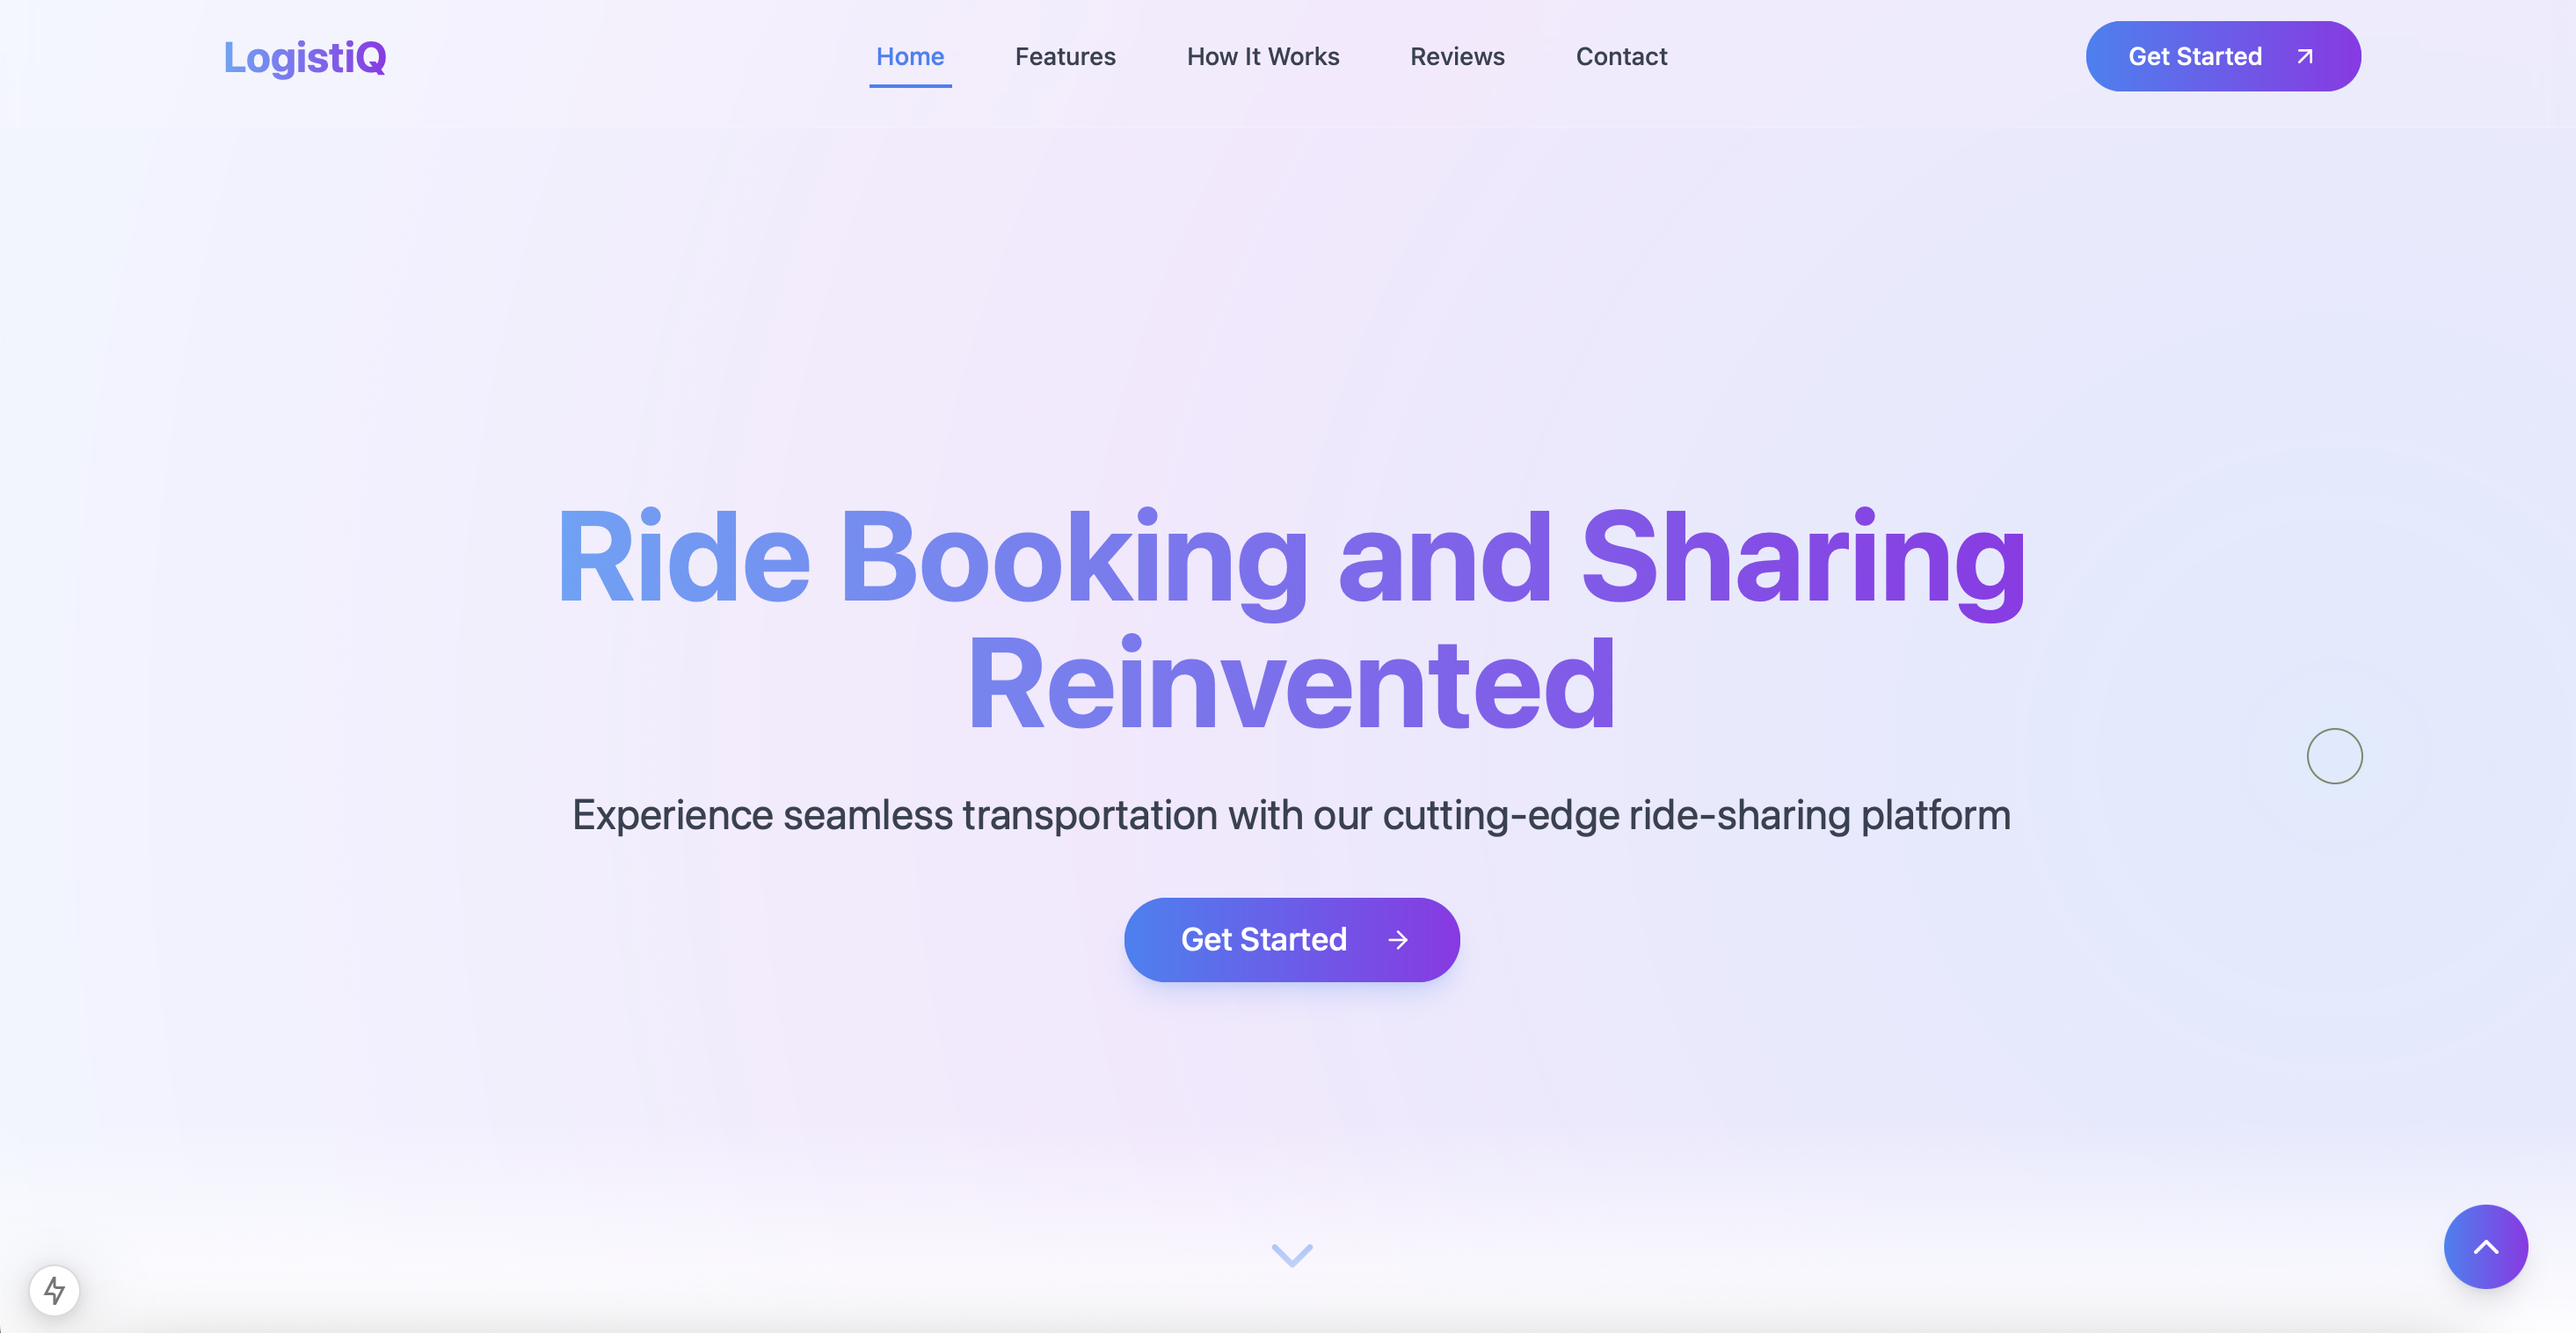 LogistiQ
Home
Features
How It Works
Reviews
Contact
Get Started
Ride Booking and Sharing
Reinvented
Experience seamless transportation with our cutting-edge ride-sharing platform
Get Started